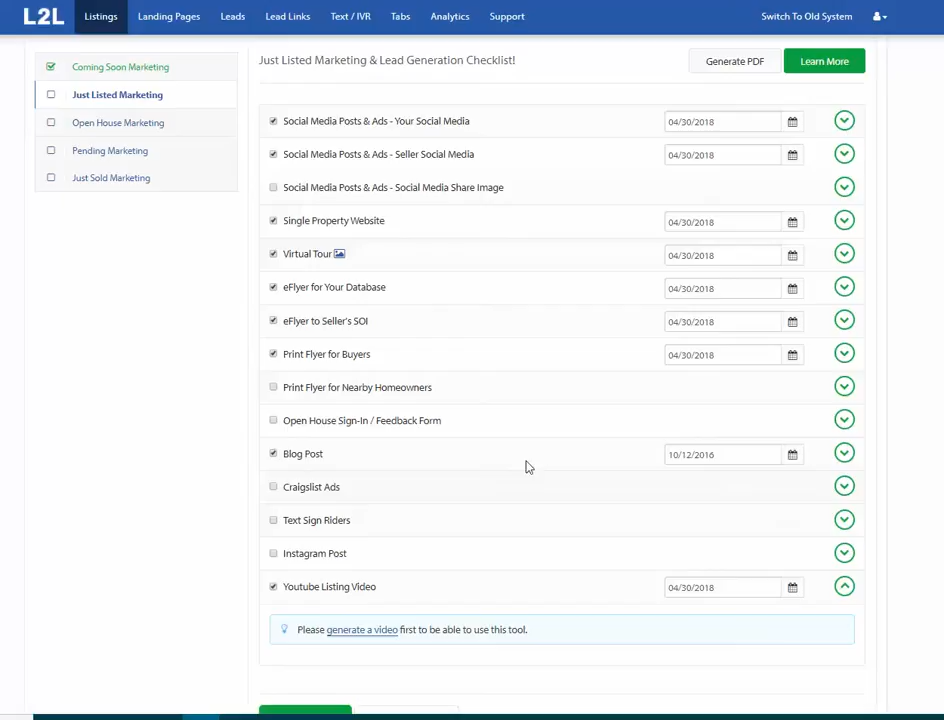 L2L Listings Landing Pages Leads Lead Links Text / IVR Tabs Analytics Support Switch To Old System
Coming Soon Marketing
Just Listed Marketing
Open House Marketing
Pending Marketing
Just Sold Marketing
Just Listed Marketing & Lead Generation Checklist! Generate PDF Learn More
Social Media Posts & Ads - Your Social Media 04/30/2018
Social Media Posts & Ads - Seller Social Media 04/30/2018
Social Media Posts & Ads - Social Media Share Image
Single Property Website 04/30/2018
Virtual Tour 04/30/2018
eFlyer for Your Database 04/30/2018
eFlyer to Seller's SOI 04/30/2018
Print Flyer for Buyers 04/30/2018
Print Flyer for Nearby Homeowners
Open House Sign-In / Feedback Form
Blog Post 10/12/2016
Craigslist Ads
Text Sign Riders
Instagram Post
Youtube Listing Video 04/30/2018
Please generate a video first to be able to use this tool.